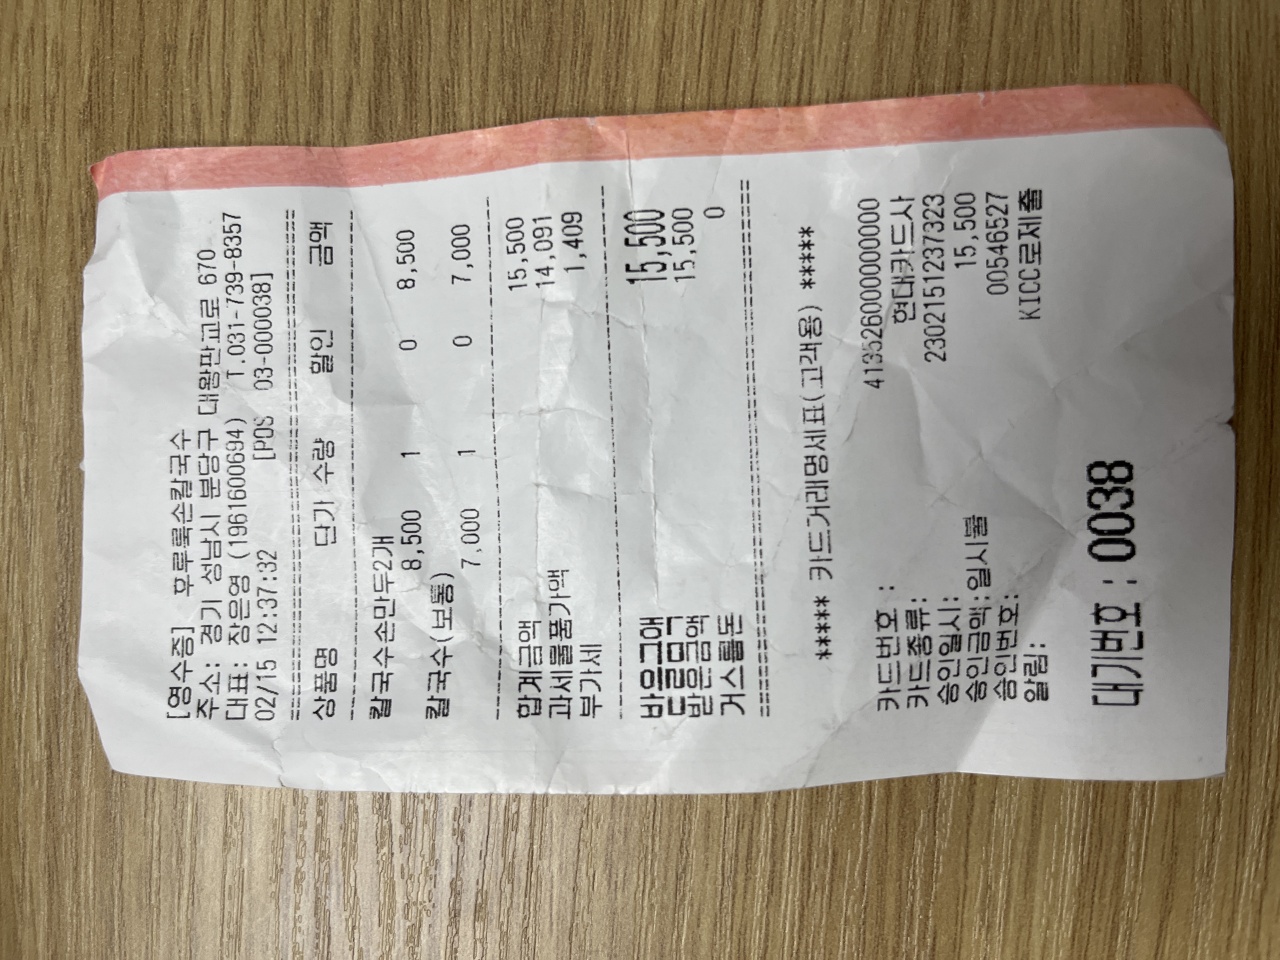 [영수증] 후루룩손칼국수
주소: 경기 성남시 분당구 대왕판교로 670
대표: 장은영 (1961600694) T.031-739-8357
02/15 12:37:32 [POS 03-0000038]
상품명 단가 수량 할인 금액
칼국수손만두2개
8,500 1 0 8,500
칼국수(보통)
7,000 1 0 7,000
합계금액 15,500
과세물품가액 14,091
부가세 1,409
받을금액 15,500
받은금액 15,500
거스름돈 0
***** 카드거래명세표(고객용) *****
카드번호: 4135260000000000
카드종류: 현대카드사
승인일시: 2302151237323
승인금액:일시불 15,500
승인번호: 00546527
알림: KICC로제출
대기번호 : 0038